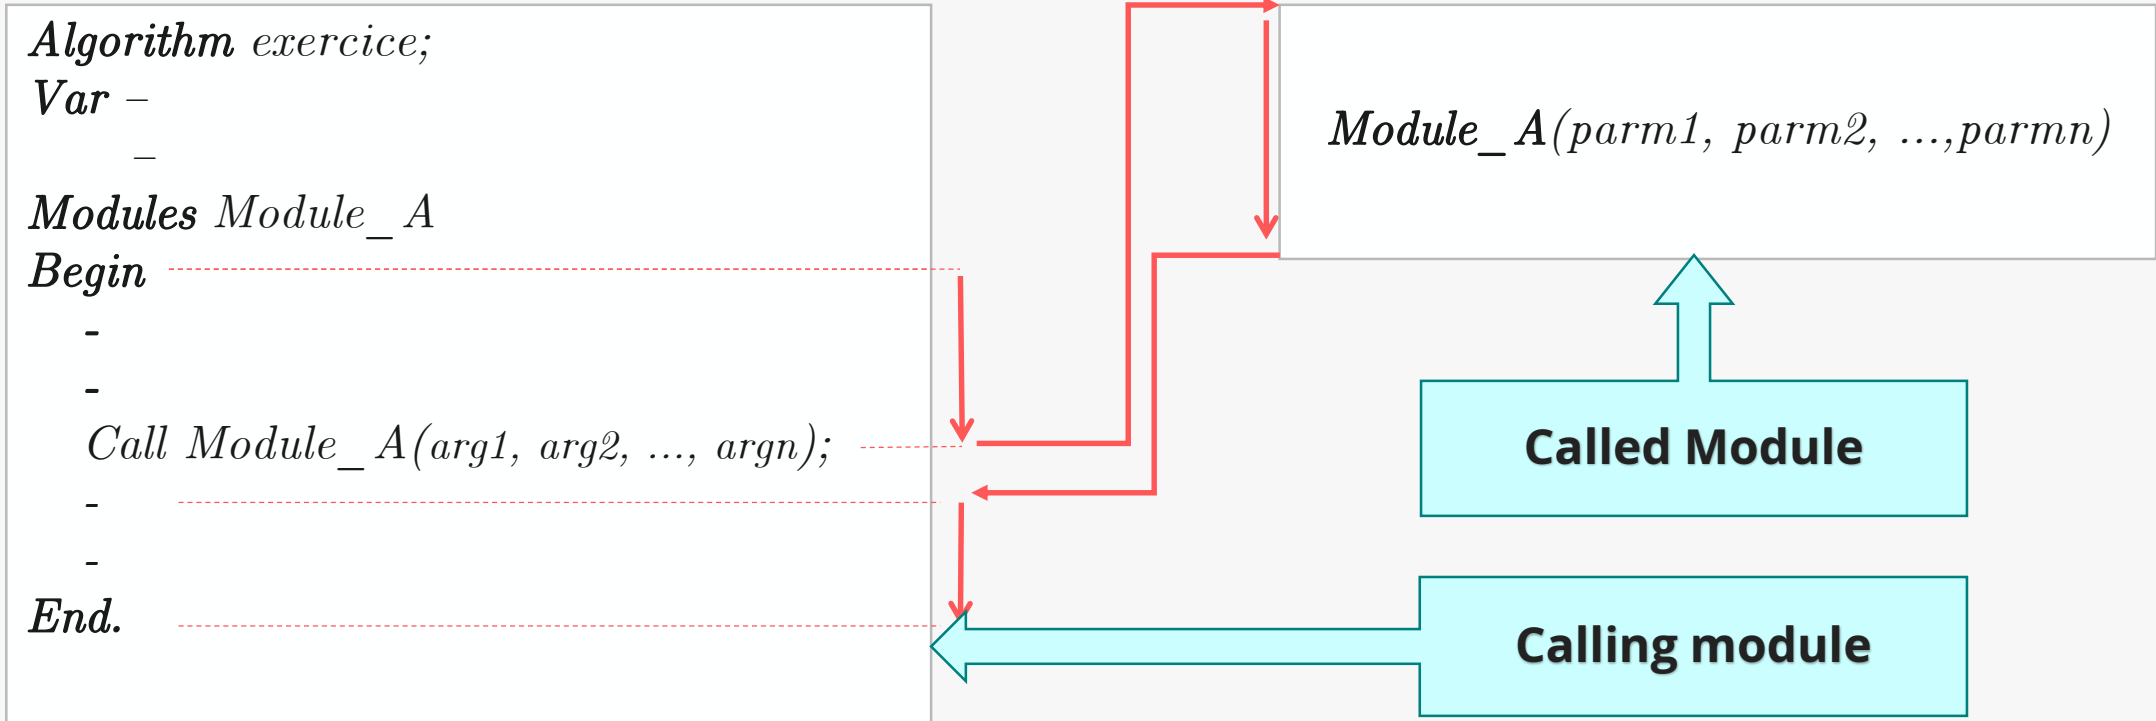 Algorithm exercice;
Var –
–
Modules Module_A
Begin
-
-
Call Module_A(arg1, arg2, ..., argn);
-
-
End.
Module_A(parm1, parm2, ...,parmn)
Called Module
Calling module